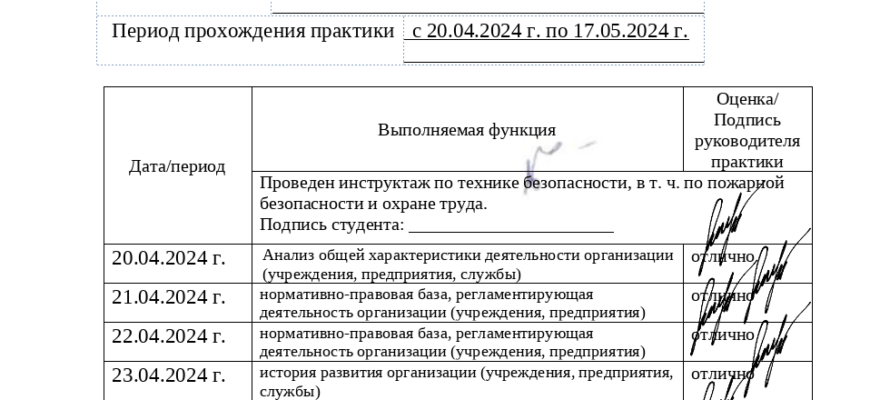 Период прохождения практики с 20.04.2024 г. по 17.05.2024 г.
Дата/период
Выполняемая функция
Оценка/
Подпись
руководителя
практики
Проведен инструктаж по технике безопасности, в т. ч. по пожарной
безопасности и охране труда.
Подпись студента:
20.04.2024 г.
Анализ общей характеристики деятельности организации
(учреждения, предприятия, службы)
отлично
21.04.2024 г.
нормативно-правовая база, регламентирующая
деятельность организации (учреждения, предприятия)
отлично
22.04.2024 г.
нормативно-правовая база, регламентирующая
деятельность организации (учреждения, предприятия)
отлично
23.04.2024 г.
история развития организации (учреждения, предприятия,
службы)
отлично